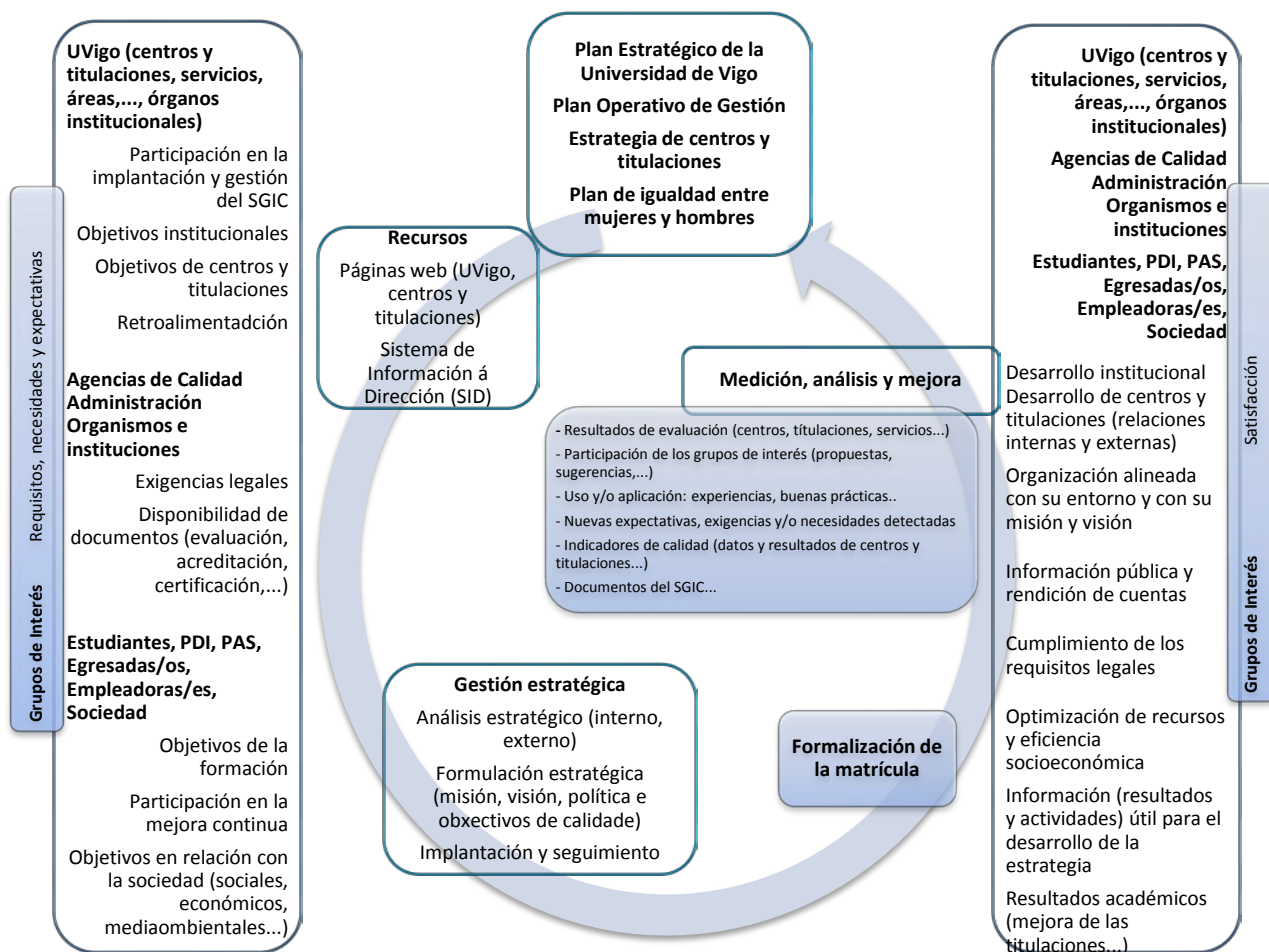 UVigo (centros y
titulaciones, servicios,
áreas,..., órganos
institucionales)
Participación en la
implantación y gestión
del SGIC
Objetivos institucionales
Objetivos de centros y
titulaciones
Retroalimentadción
Agencias de Calidad
Administración
Organismos e
instituciones
Exigencias legales
Disponibilidad de
documentos (evaluación,
acreditación,
certificación,...)
Estudiantes, PDI, PAS,
Egresadas/os,
Empleadoras/es,
Sociedad
Objetivos de la
formación
Participación en la
mejora continua
Objetivos en relación con
la sociedad (sociales,
económicos,
mediaombientales...)
Grupos de Interés
Requisitos, necesidades y expectativas
Plan Estratégico de la
Universidad de Vigo
Plan Operativo de Gestión
Estrategia de centros y
titulaciones
Plan de igualdad entre
mujeres y hombres
Recursos
Páginas web (UVigo,
centros y
titulaciones)
Sistema de
Información á
Dirección (SID)
Medición, análisis y mejora
- Resultados de evaluación (centros, títulaciones, servicios...)
- Participación de los grupos de interés (propuestas,
sugerencias,...)
- Uso y/o aplicación: experiencias, buenas prácticas..
- Nuevas expectativas, exigencias y/o necesidades detectadas
- Indicadores de calidad (datos y resultados de centros y
titulaciones...)
- Documentos del SGIC...
Gestión estratégica
Análisis estratégico (interno,
externo)
Formulación estratégica
(misión, visión, política e
obxectivos de calidade)
Implantación y seguimiento
Formalización de
la matrícula
UVigo (centros y
titulaciones, servicios,
áreas,..., órganos
institucionales)
Agencias de Calidad
Administración
Organismos e
instituciones
Estudiantes, PDI, PAS,
Egresadas/os,
Empleadoras/es,
Sociedad
Desarrollo institucional
Desarrollo de centros y
titulaciones (relaciones
internas y externas)
Organización alineada
con su entorno y con su
misión y visión
Información pública y
rendición de cuentas
Cumplimiento de los
requisitos legales
Optimización de recursos
y eficiencia
socioeconómica
Información (resultados
y actividades) útil para el
desarrollo de la
estrategia
Resultados académicos
(mejora de las
titulaciones...)
Grupos de Interés
Satisfacción